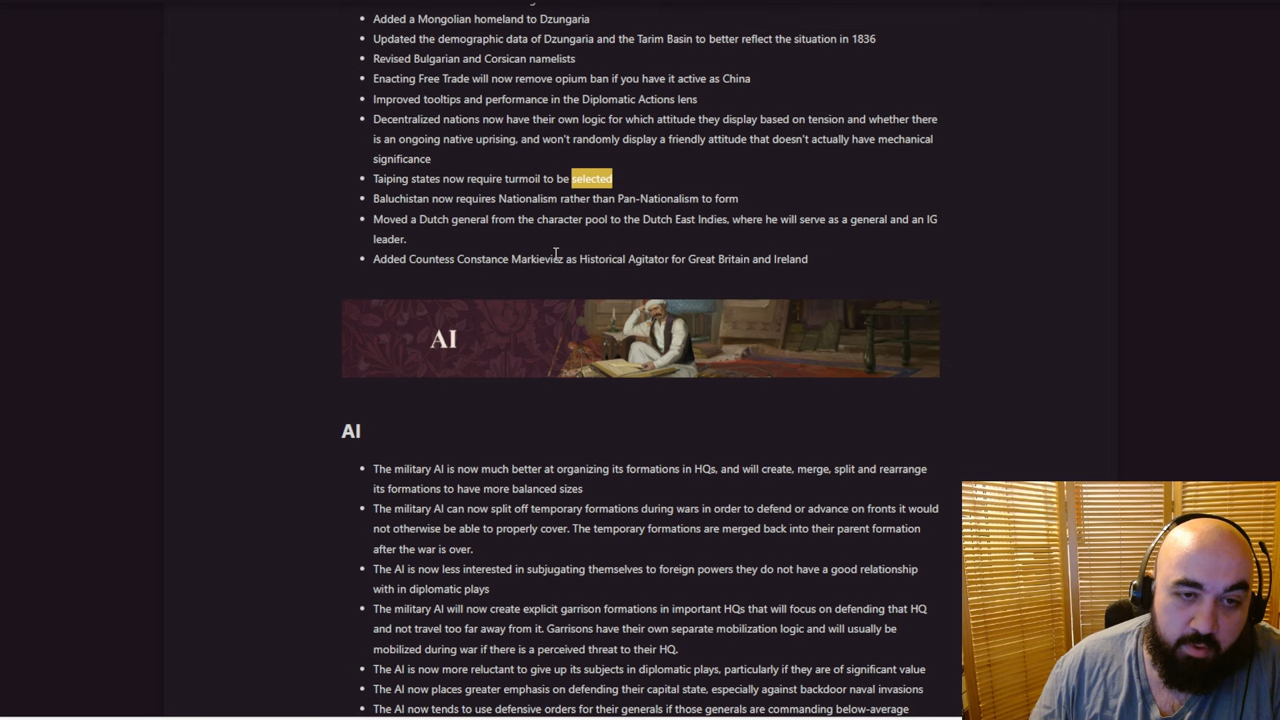 Added a Mongolian homeland to Dzungaria
Updated the demographic data of Dzungaria and the Tarim Basin to better reflect the situation in 1836
Revised Bulgarian and Corsican namelists
Enacting Free Trade will now remove opium ban if you have it active as China
Improved tooltips and performance in the Diplomatic Actions lens
Decentralized nations now have their own logic for which attitude they display based on tension and whether there
is an ongoing native uprising, and won't randomly display a friendly attitude that doesn't actually have mechanical
significance
Taiping states now require turmoil to be selected
Baluchistan now requires Nationalism rather than Pan-Nationalism to form
Moved a Dutch general from the character pool to the Dutch East Indies, where he will serve as a general and an IG
leader.
Added Countess Constance Markievicz as Historical Agitator for Great Britain and Ireland
AI
AI
The military AI is now much better at organizing its formations in HQs, and will create, merge, split and rearrange
its formations to have more balanced sizes
The military AI can now split off temporary formations during wars in order to defend or advance on fronts it would
not otherwise be able to properly cover. The temporary formations are merged back into their parent formation
after the war is over.
The AI is now less interested in subjugating themselves to foreign powers they do not have a good relationship
with in diplomatic plays
The military AI will now create explicit garrison formations in important HQs that will focus on defending that HQ
and not travel too far away from it. Garrisons have their own separate mobilization logic and will usually be
mobilized during war if there is a perceived threat to their HQ.
The AI is now more reluctant to give up its subjects in diplomatic plays, particularly if they are of significant value
The AI now places greater emphasis on defending their capital state, especially against backdoor naval invasions
The AI now tends to use defensive orders for their generals if those generals are commanding below-average